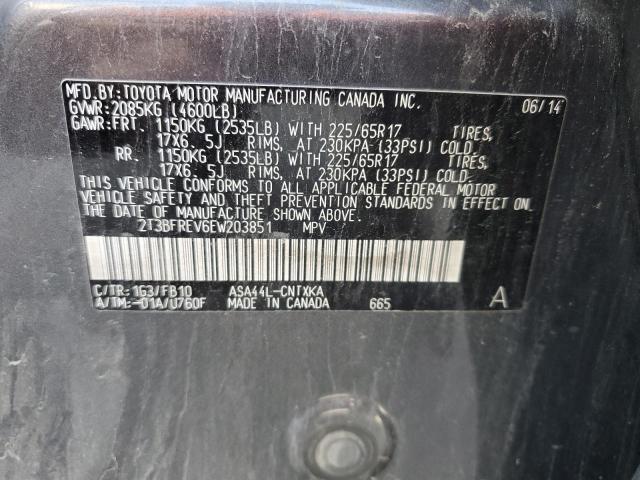 MFD.BY:TOYOTA MOTOR MANUFACTURING CANADA INC. 06/14
GVWR:2085KG (4600LB)
GAWR:FRT. 1150KG (2535LB) WITH 225/65R17 TIRES,
17X6. 5J RIMS, AT 230KPA (33PSI) COLD.
RR. 1150KG (2535LB) WITH 225/65R17 TIRES,
17X6. 5J RIMS, AT 230KPA (33PSI) COLD.
THIS VEHICLE CONFORMS TO ALL APPLICABLE FEDERAL MOTOR
VEHICLE SAFETY AND THEFT PREVENTION STANDARDS IN EFFECT ON
THE DATE OF MANUFACTURE SHOWN ABOVE.
2T3BFREV6EW203851 MPV
C/TR:1G3/FB10 ASA44L-CNTXKA
A/TM:-01A/U760F MADE IN CANADA 665 A